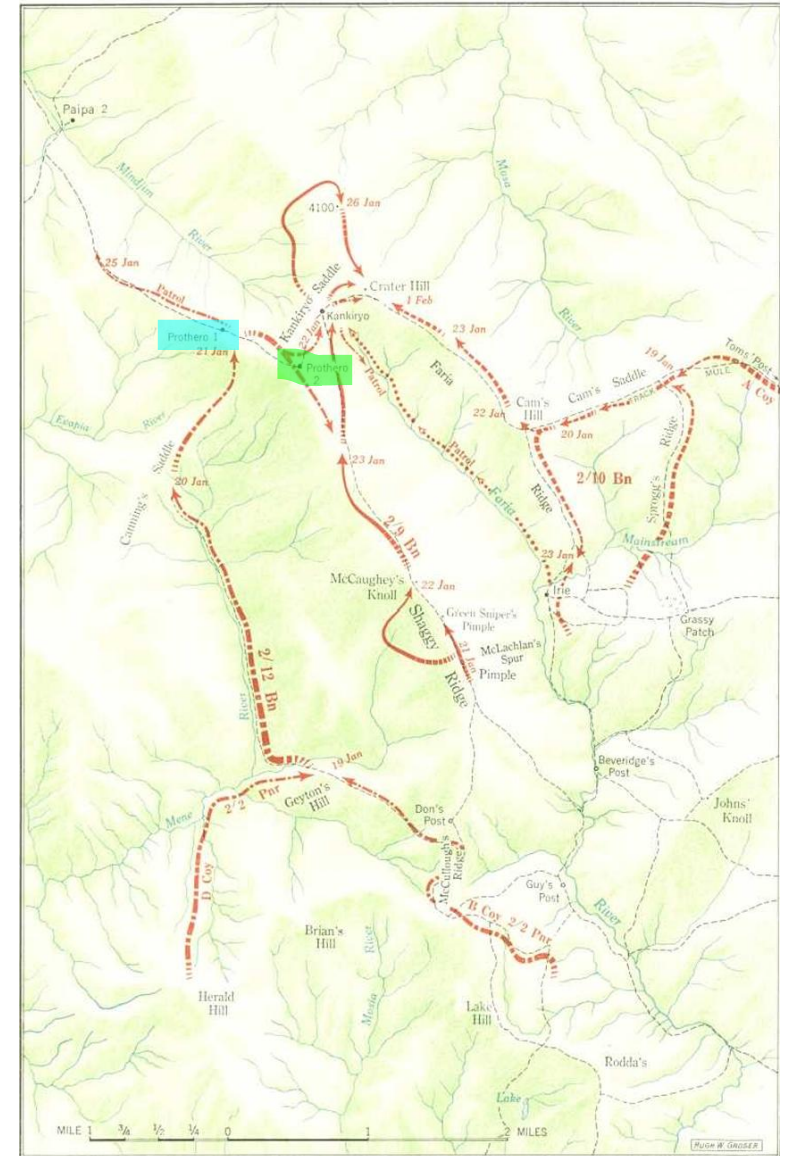 Paipa 2
Mindjim
River
Mosa
River
4100
26 Jan
25 Jan
Patrol
Kankiryo Saddle
Crater Hill
1 Feb
Kankiryo
22 Jan
Prothero 1
21 Jan
Prothero
2
Patrol
Faria
23 Jan
19 Jan
Toms' Post
MULE
TRACK
A Coy
Cam's Saddle
Cam's
Hill
22 Jan
20 Jan
Evapia
River
Saddle
Canning's
20 Jan
23 Jan
Patrol
Faria
Ridge
2/10 Bn
Ridge
Sprogg's
Mainstream
2/9 Bn
23 Jan
McCaughey's
Knoll
22 Jan
Irie
Green Sniper's
Pimple
Grassy
Patch
Shaggy
Ridge
21 Jan
McLachlan's
Spur
Pimple
2/12 Bn
River
19 Jan
Beveridge's
Post
Geyton's
Hill
2/2 Pnr
Mene
Don's
Post
Johns'
Knoll
McCullough's
Ridge
D Coy
Guy's
Post
River
B Coy 2/2 Pnr
Brian's
Hill
River
Mosia
Herald
Hill
Lake
Hill
Rodda's
Lake
MILE 1 ¾ ½ ¼ 0 1 2 MILES
HUGH W. GROSER